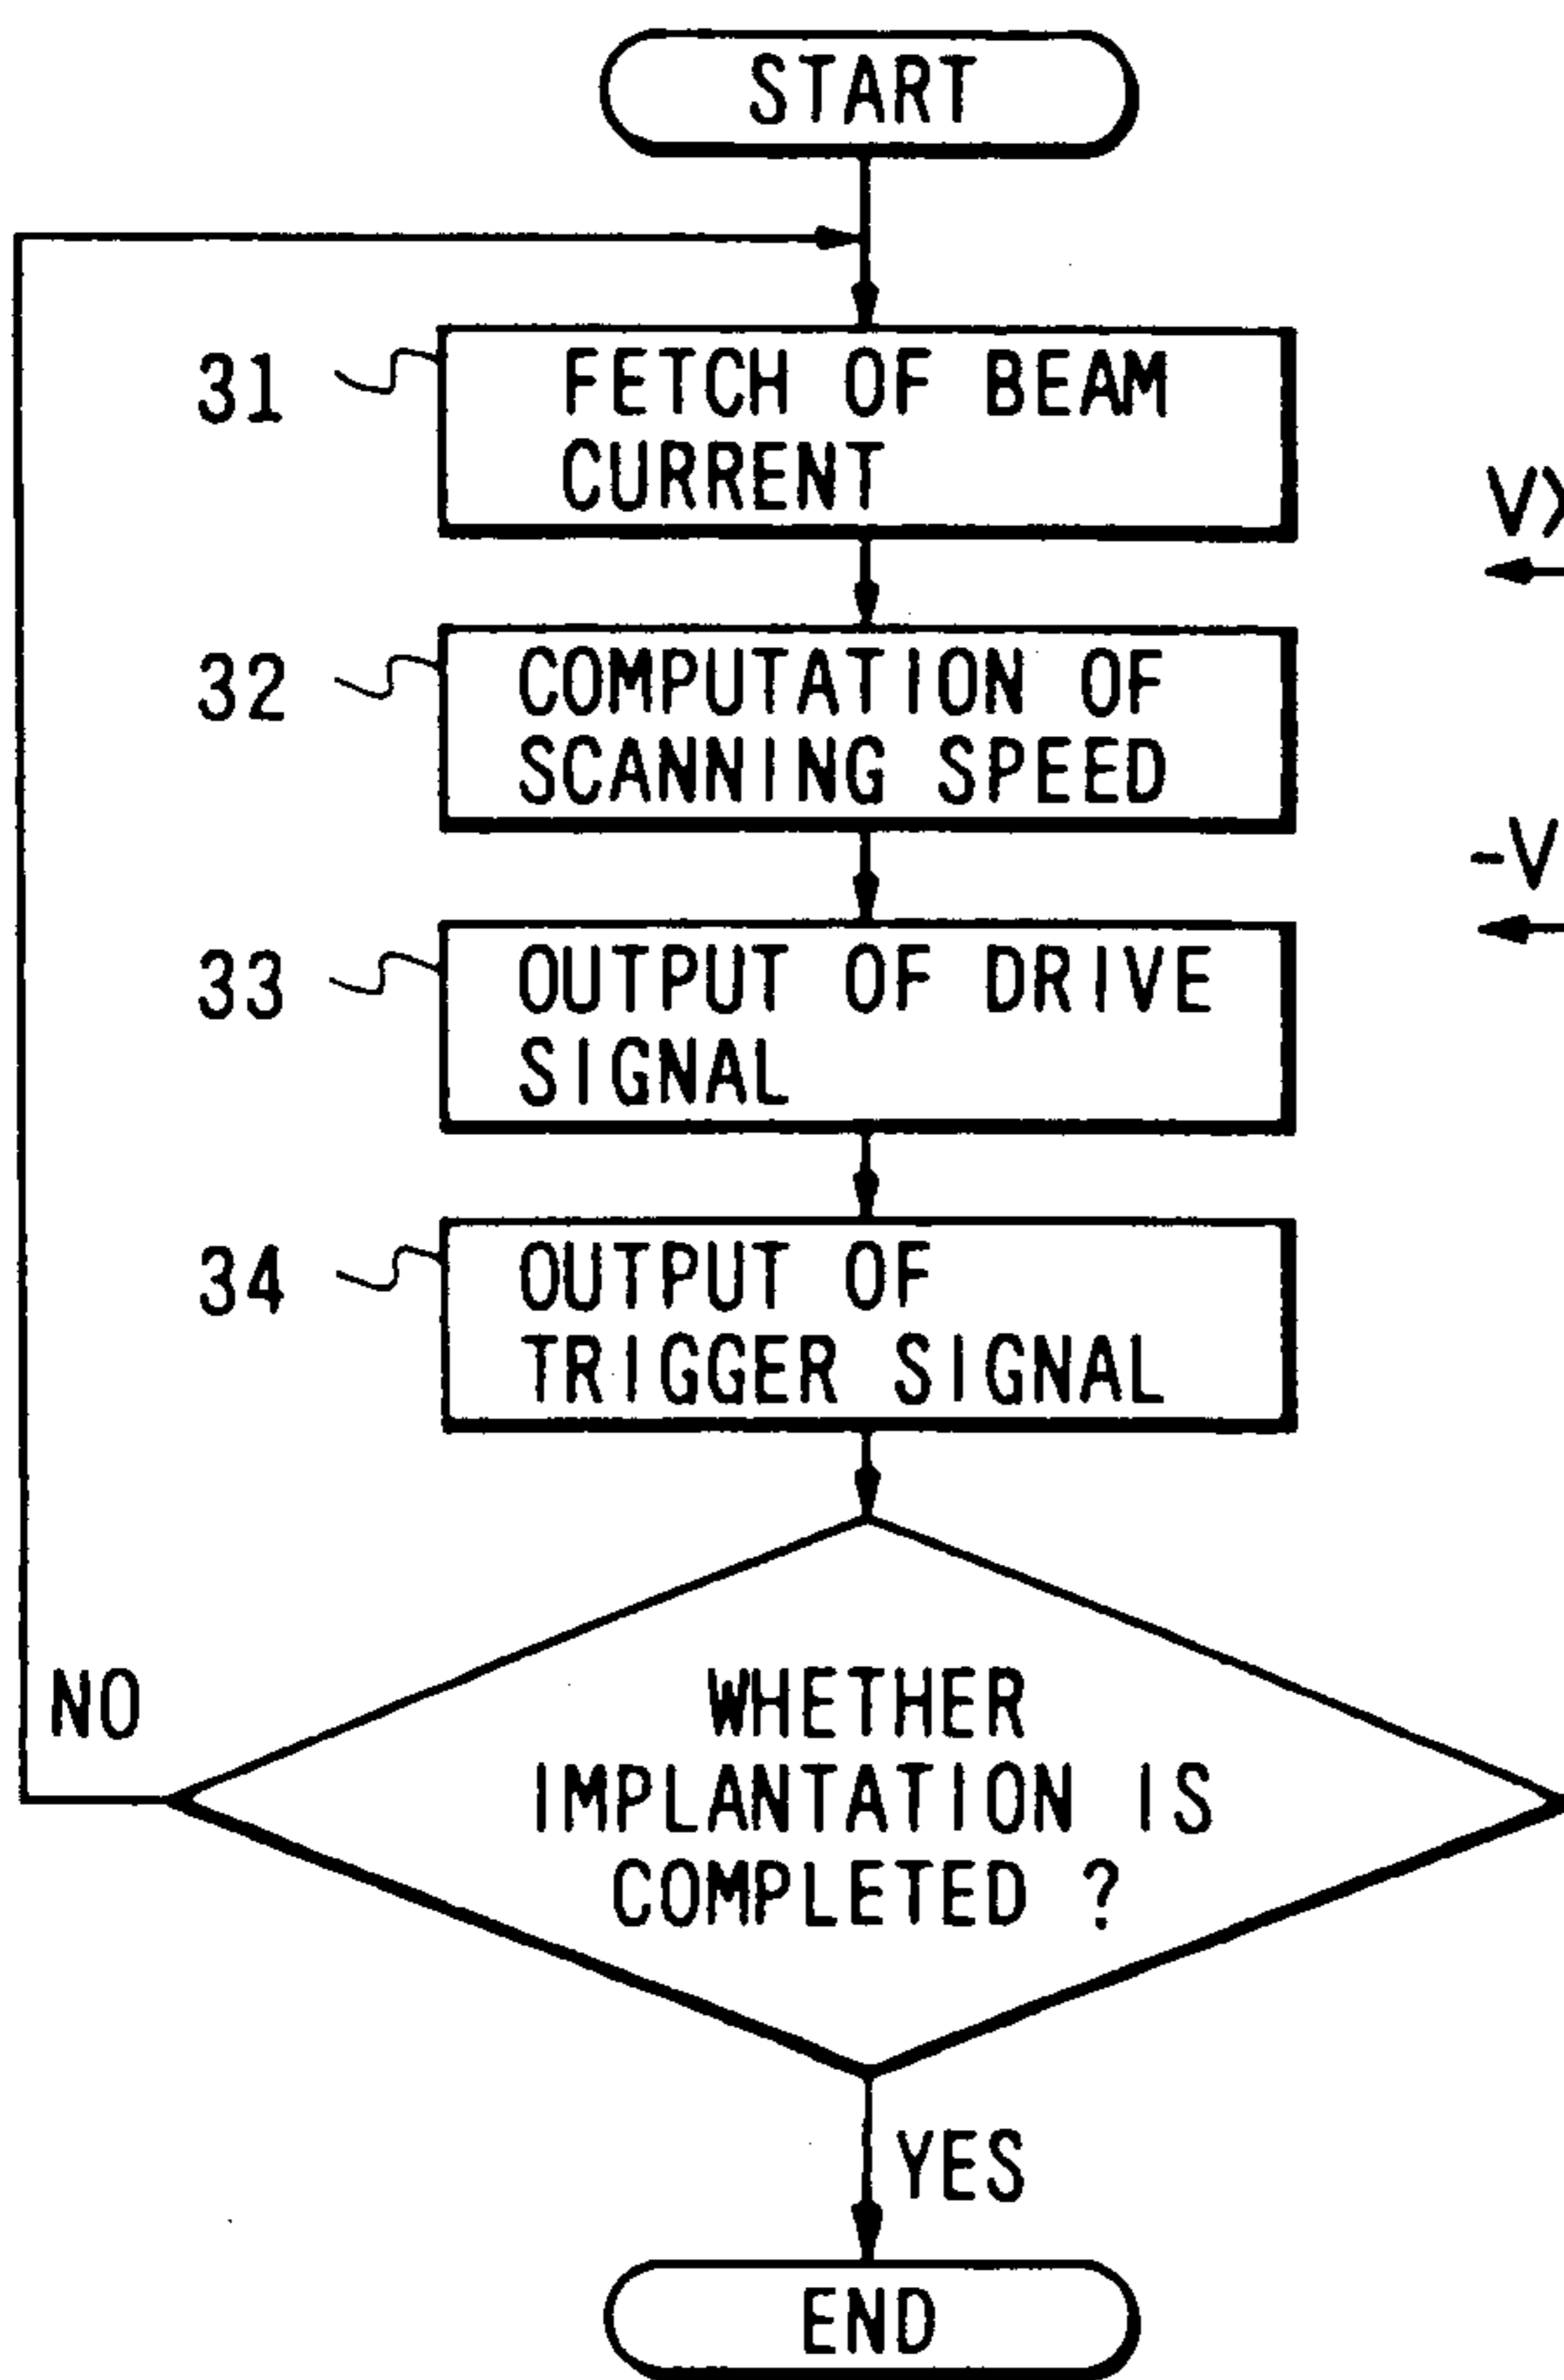 START
31
FETCH OF BEAM
CURRENT
32
COMPUTATION OF
SCANNING SPEED
33
OUTPUT OF DRIVE
SIGNAL
34
OUTPUT OF
TRIGGER SIGNAL
NO
WHETHER
IMPLANTATION IS
COMPLETED ?
YES
END
-V